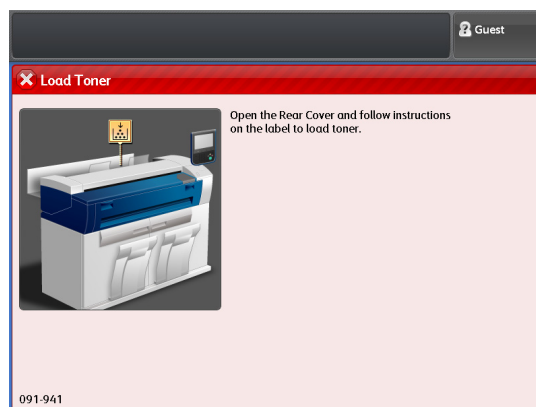 Guest
Load Toner
Open the Rear Cover and follow instructions
on the label to load toner.
091-941